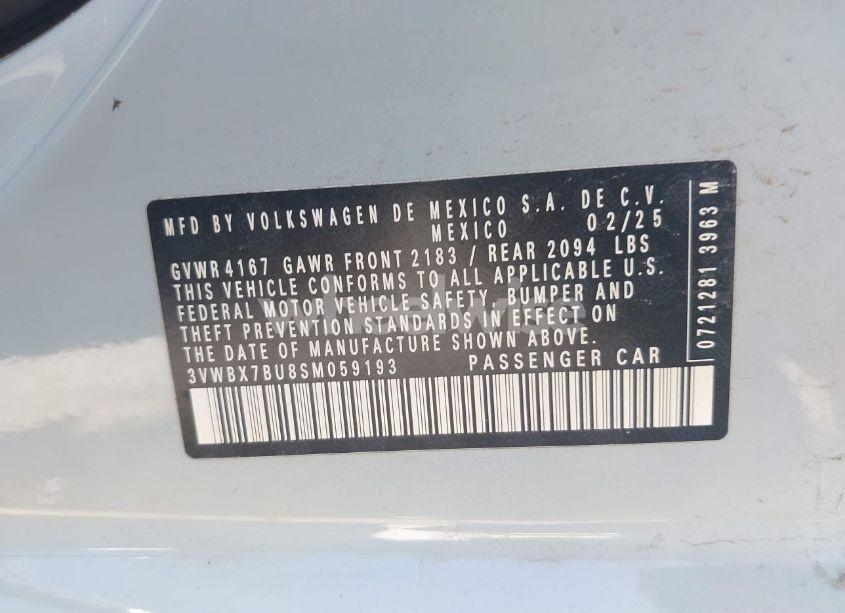 MFD BY VOLKSWAGEN DE MEXICO S.A. DE C.V.
MEXICO 02/25
GVWR 4167 GAWR FRONT 2183 / REAR 2094 LBS
THIS VEHICLE CONFORMS TO ALL APPLICABLE U.S.
FEDERAL MOTOR VEHICLE SAFETY, BUMPER AND
THEFT PREVENTION STANDARDS IN EFFECT ON
THE DATE OF MANUFACTURE SHOWN ABOVE.
3VWBX7BU8SM059193 PASSENGER CAR
0721281 3963 M